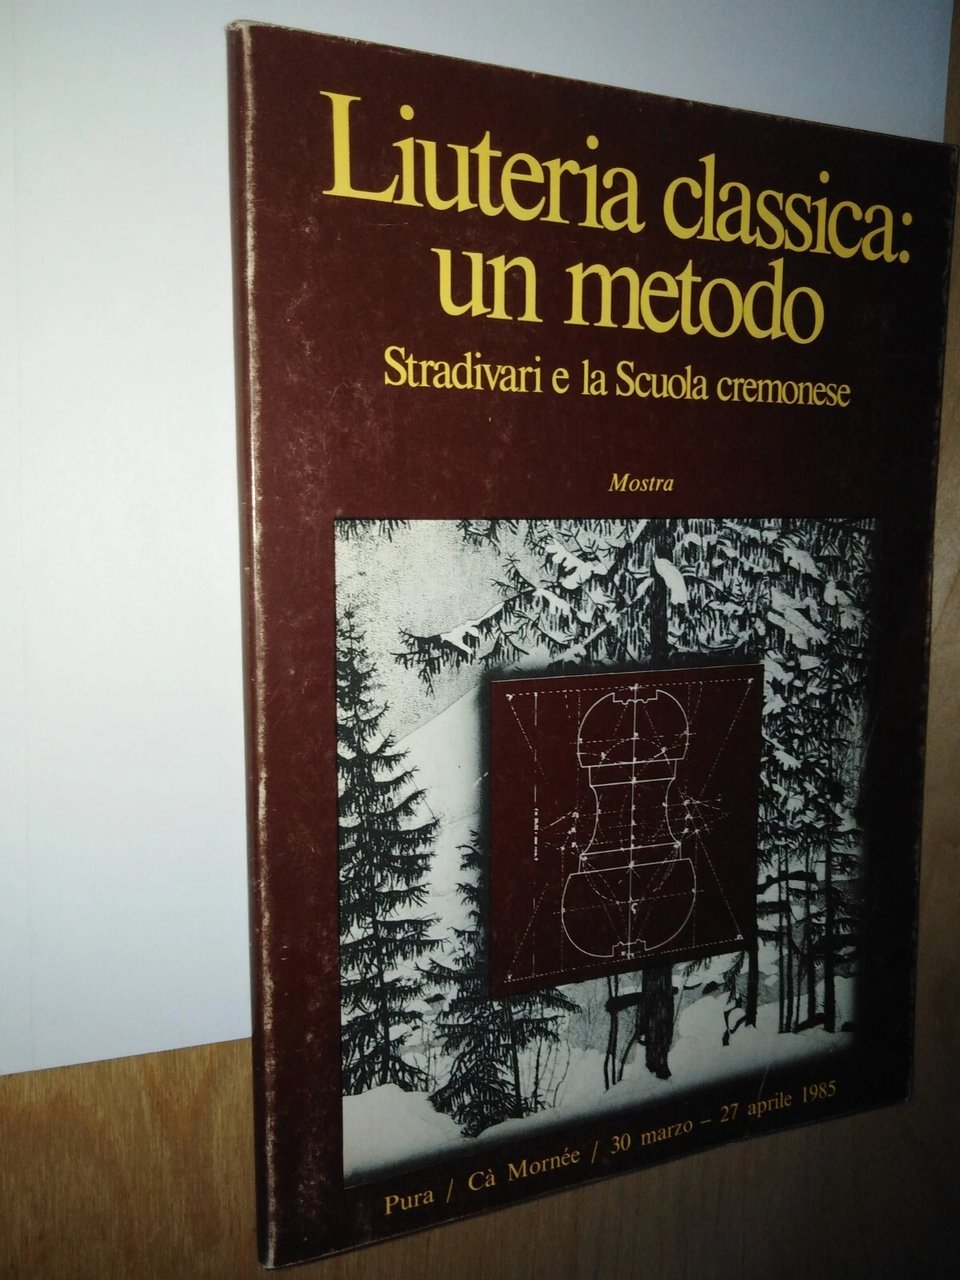 Liuteria classica:
un metodo
Stradivari e la Scuola cremonese
Mostra
Pura / Cà Mornée / 30 marzo – 27 aprile 1985